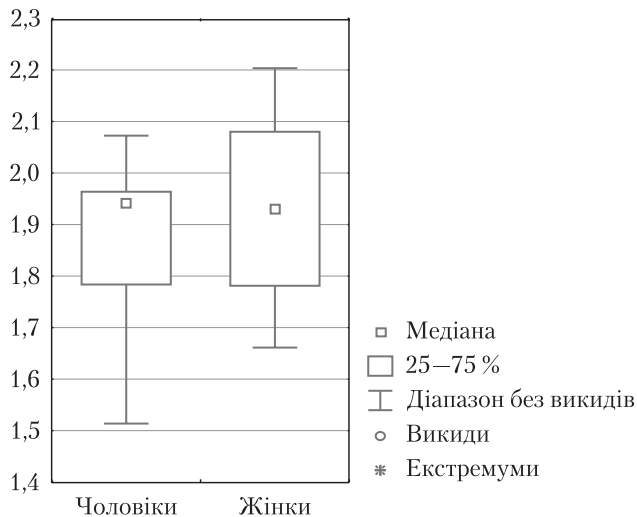 2,3
2,2
2,1
2,0
1,9
1,8
1,7
1,6
1,5
1,4
Чоловіки Жінки
Медіана
25–75 %
Діапазон без викидів
Викиди
Екстремуми